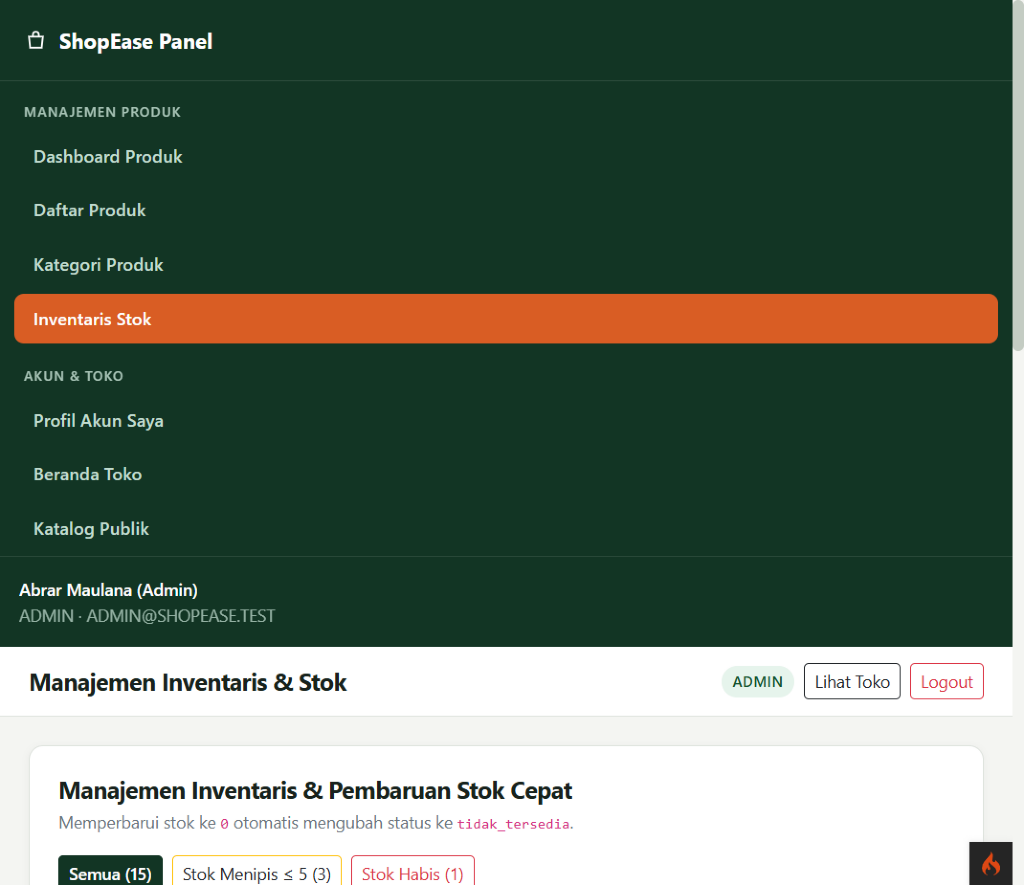 ShopEase Panel
MANAJEMEN PRODUK
Dashboard Produk
Daftar Produk
Kategori Produk
Inventaris Stok
AKUN & TOKO
Profil Akun Saya
Beranda Toko
Katalog Publik
Abrar Maulana (Admin)
ADMIN · ADMIN@SHOPEASE.TEST
Manajemen Inventaris & Stok
ADMIN
Lihat Toko
Logout
Manajemen Inventaris & Pembaruan Stok Cepat
Memperbarui stok ke 0 otomatis mengubah status ke tidak_tersedia.
Semua (15)
Stok Menipis ≤ 5 (3)
Stok Habis (1)